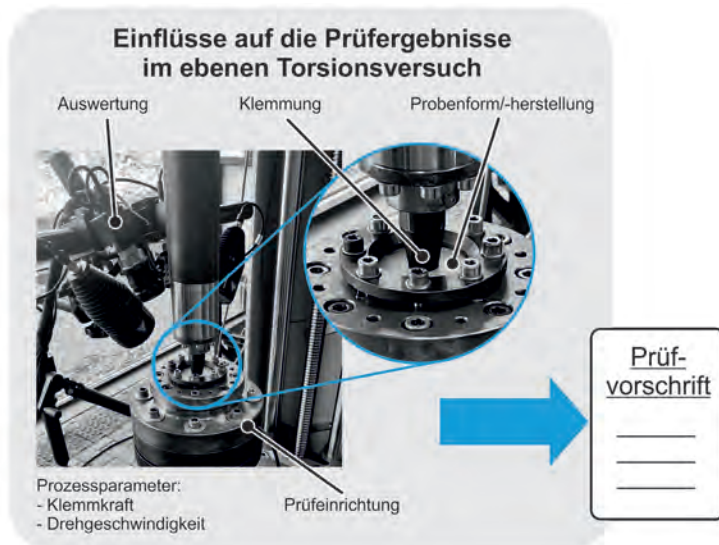 Einflüsse auf die Prüfergebnisse
im ebenen Torsionsversuch
Auswertung
Klemmung
Probenform/-herstellung
Prozessparameter:
- Klemmkraft
- Drehgeschwindigkeit
Prüfeinrichtung
Prüf-
vorschrift